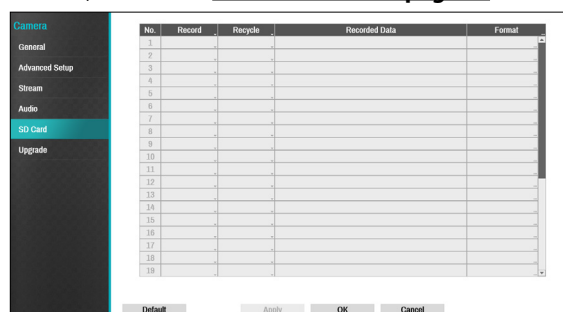 Camera
General
Advanced Setup
Stream
Audio
SD Card
Upgrade
No. Record Recycle Recorded Data Format
1
2
3
4
5
6
7
8
9
10
11
12
13
14
15
16
17
18
19
Default Apply OK Cancel